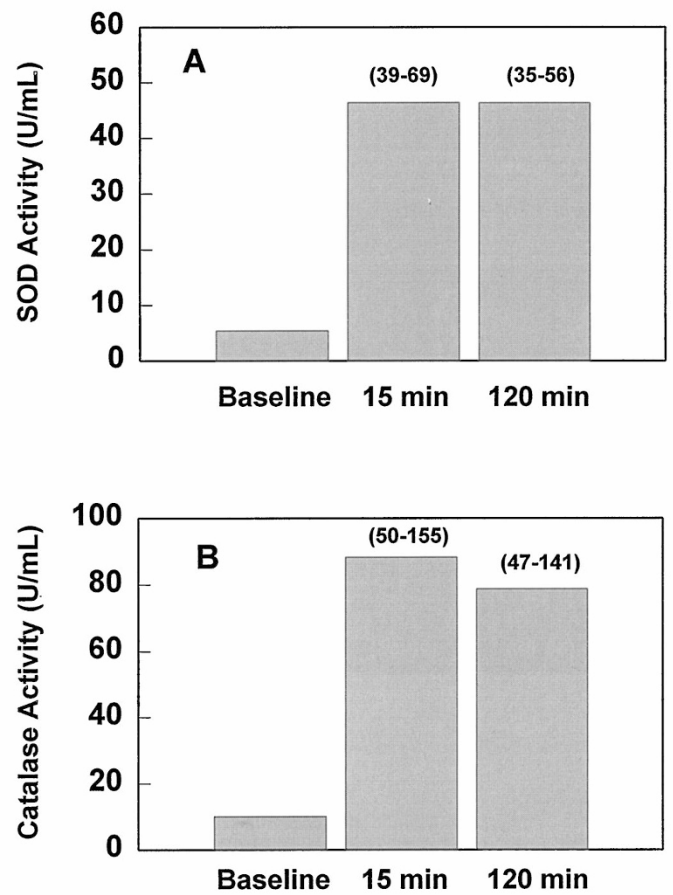 60
50
40
30
20
10
0
SOD Activity (U/mL)
A
(39-69)
(35-56)
Baseline 15 min 120 min
100
80
60
40
20
0
Catalase Activity (U/mL)
B
(50-155)
(47-141)
Baseline 15 min 120 min